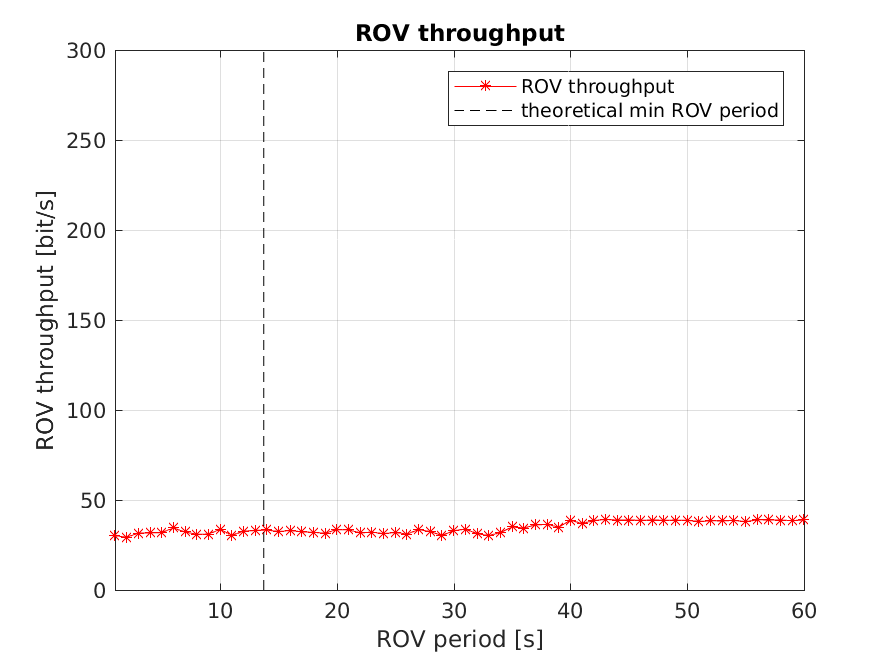 ROV throughput
300
250
200
150
100
50
0
ROV throughput [bit/s]
ROV throughput
theoretical min ROV period
10 20 30 40 50 60
ROV period [s]